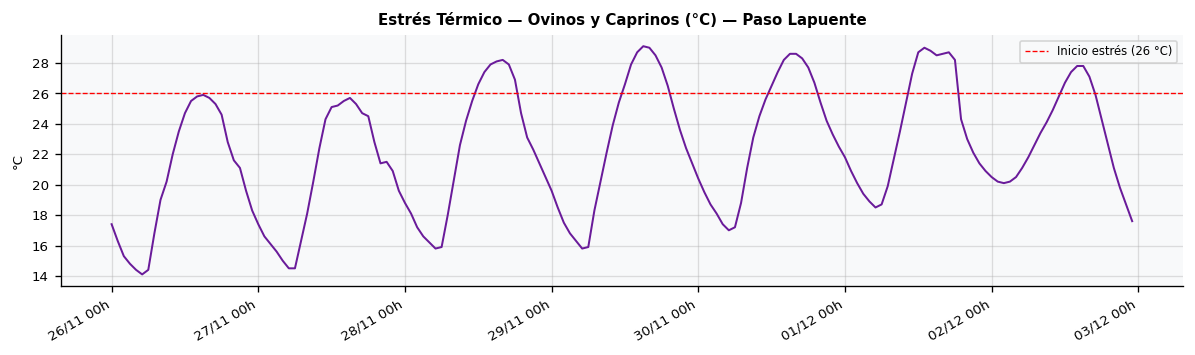 Estrés Térmico — Ovinos y Caprinos (°C) — Paso Lapuente
Inicio estrés (26 °C)
°C
28
26
24
22
20
18
16
14
26/11 00h
27/11 00h
28/11 00h
29/11 00h
30/11 00h
01/12 00h
02/12 00h
03/12 00h